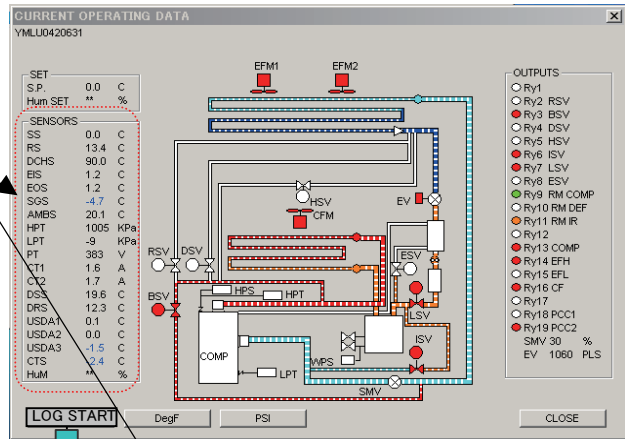 CURRENT OPERATING DATA
YMLU0420631
SET
S.P. 0.0 C
Hum SET ** %
SENSORS
SS 0.0 C
RS 13.4 C
DCHS 90.0 C
EIS 1.2 C
EOS 1.2 C
SGS -4.7 C
AMBS 20.1 C
HPT 1005 KPa
LPT -9 KPa
PT 383 V
CT1 1.6 A
CT2 1.7 A
DSS 19.6 C
DRS 12.3 C
USDA1 0.1 C
USDA2 0.0 C
USDA3 -1.5 C
CTS -2.4 C
HuM ** %
EFM1 EFM2
HSV
CFM
EV
RSV DSV
ESV
BSV
HPS
HPT
LSV
COMP
ISV
WPS
LPT
SMV
OUTPUTS
Ry1
Ry2 RSV
Ry3 BSV
Ry4 DSV
Ry5 HSV
Ry6 ISV
Ry7 LSV
Ry8 ESV
Ry9 RM COMP
Ry10 RM DEF
Ry11 RM IR
Ry12
Ry13 COMP
Ry14 EFH
Ry15 EFL
Ry16 CF
Ry17
Ry18 PCC1
Ry19 PCC2
SMV 30 %
EV 1060 PLS
LOG START DegF PSI CLOSE